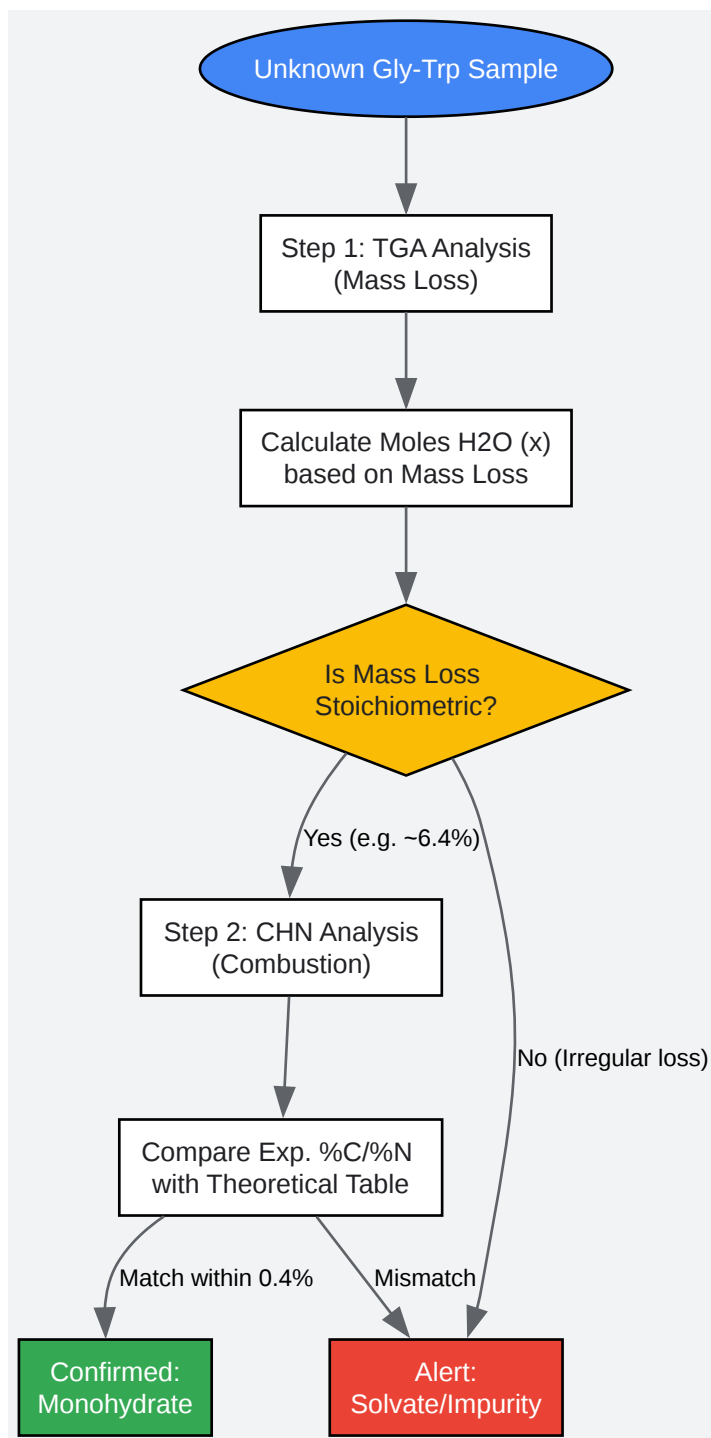 Unknown Gly-Trp Sample
Step 1: TGA Analysis
(Mass Loss)
Calculate Moles H2O (x)
based on Mass Loss
Is Mass Loss
Stoichiometric?
Yes (e.g. ~6.4%)
Step 2: CHN Analysis
(Combustion)
No (Irregular loss)
Compare Exp. %C/%N
with Theoretical Table
Match within 0.4%
Mismatch
Confirmed:
Monohydrate
Alert:
Solvate/Impurity